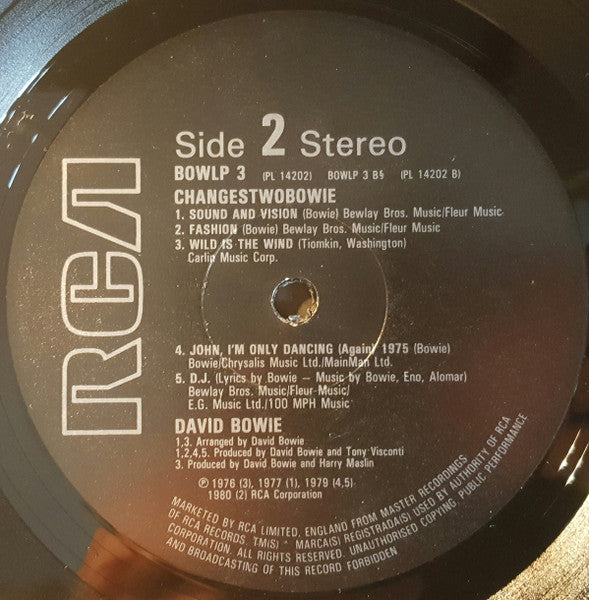 RCA
Side 2 Stereo
BOWLP 3 (PL 14202) BOWLP 3 B§ (PL 14202 B)
CHANGESTWOBOWIE
1. SOUND AND VISION (Bowie) Bewlay Bros. Music/Fleur Music
2. FASHION (Bowie) Bewlay Bros. Music/Fleur Music
3. WILD IS THE WIND (Tiomkin, Washington)
Carlin Music Corp.
4. JOHN, I'M ONLY DANCING (Again) 1975 (Bowie)
Bowie/Chrysalis Music Ltd./MainMan Ltd.
5. D.J. (Lyrics by Bowie – Music by Bowie, Eno, Alomar)
Bewlay Bros. Music/Fleur Music/
E.G. Music Ltd./100 MPH Music
DAVID BOWIE
1,3. Arranged by David Bowie
1,2,4,5. Produced by David Bowie and Tony Visconti
3. Produced by David Bowie and Harry Maslin
℗ 1976 (3), 1977 (1), 1979 (4,5)
1980 (2) RCA Corporation
MARKETED BY RCA LIMITED, ENGLAND FROM MASTER RECORDINGS
OF RCA RECORDS. TM(S) * MARCA(S) REGISTRADA(S) USED BY AUTHORITY OF RCA
CORPORATION. ALL RIGHTS RESERVED. UNAUTHORISED COPYING, PUBLIC PERFORMANCE
AND BROADCASTING OF THIS RECORD FORBIDDEN